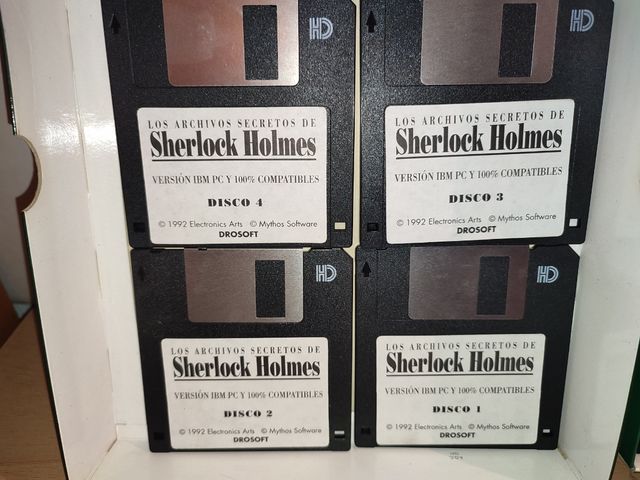 HD
LOS ARCHIVOS SECRETOS DE
Sherlock Holmes
VERSIÓN IBM PC Y 100% COMPATIBLES
DISCO 4
© 1992 Electronics Arts © Mythos Software
DROSOFT
HD
LOS ARCHIVOS SECRETOS DE
Sherlock Holmes
VERSIÓN IBM PC Y 100% COMPATIBLES
DISCO 3
© 1992 Electronics Arts © Mythos Software
DROSOFT
HD
LOS ARCHIVOS SECRETOS DE
Sherlock Holmes
VERSIÓN IBM PC Y 100% COMPATIBLES
DISCO 2
© 1992 Electronics Arts © Mythos Software
DROSOFT
HD
LOS ARCHIVOS SECRETOS DE
Sherlock Holmes
VERSIÓN IBM PC Y 100% COMPATIBLES
DISCO 1
© 1992 Electronics Arts © Mythos Software
DROSOFT